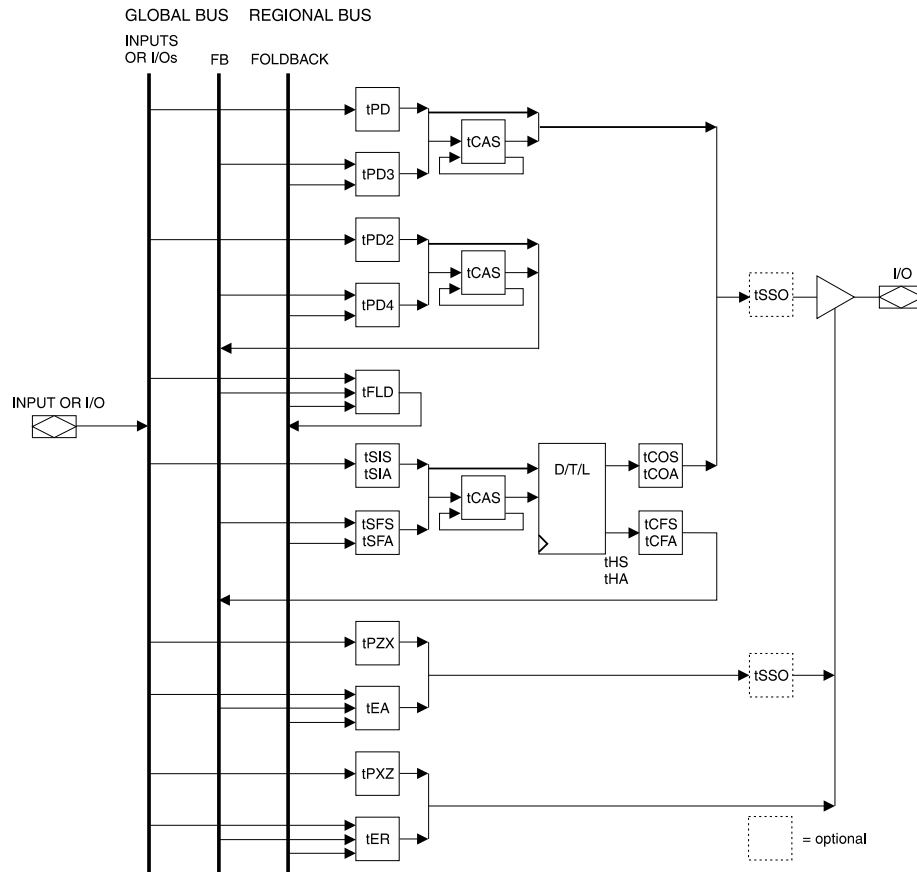 GLOBAL BUS REGIONAL BUS
INPUTS
OR I/Os
FB
FOLDBACK
tPD
tCAS
tPD3
tPD2
tCAS
tPD4
tSSO
I/O
tFLD
INPUT OR I/O
tSIS
tSIA
tCAS
tSFS
tSFA
D/T/L
tCOS
tCOA
tCFS
tCFA
tHS
tHA
tPZX
tSSO
tEA
tPXZ
tER
= optional